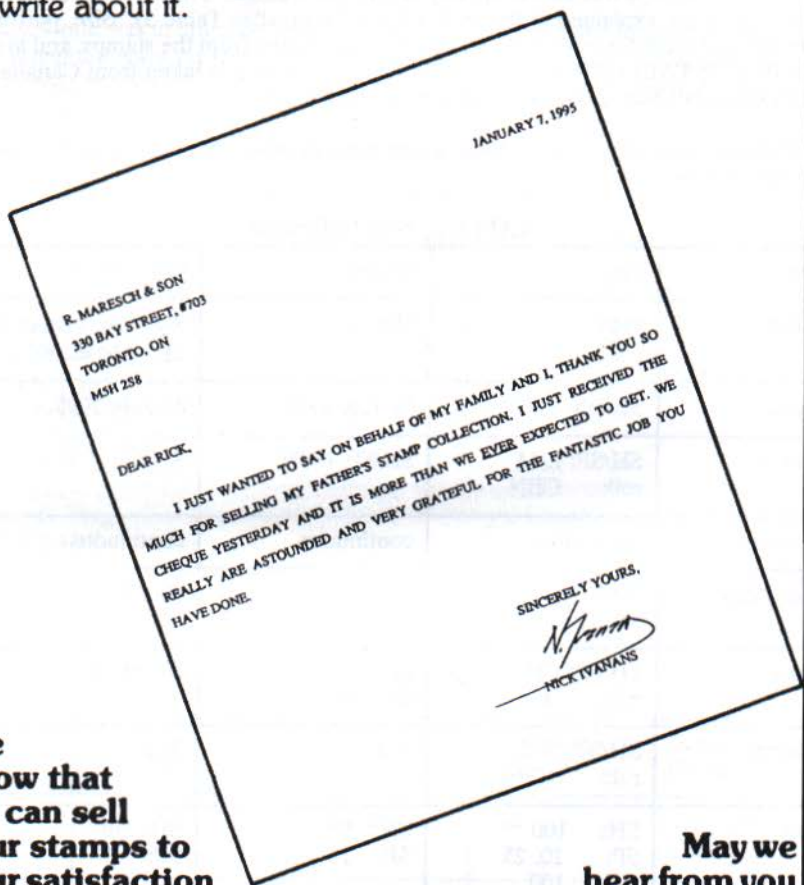 write about it.
JANUARY 7, 1995
R. MARESCH & SON
330 BAY STREET, #703
TORONTO, ON
M5H 2S8
DEAR RICK,
I JUST WANTED TO SAY ON BEHALF OF MY FAMILY AND I, THANK YOU SO
MUCH FOR SELLING MY FATHER'S STAMP COLLECTION. I JUST RECEIVED THE
CHEQUE YESTERDAY AND IT IS MORE THAN WE EVER EXPECTED TO GET. WE
REALLY ARE ASTOUNDED AND VERY GRATEFUL FOR THE FANTASTIC JOB YOU
HAVE DONE.
SINCERELY YOURS,
NICK IVANANS
ow that
can sell
ur stamps to
ur satisfaction
May we
hear from you